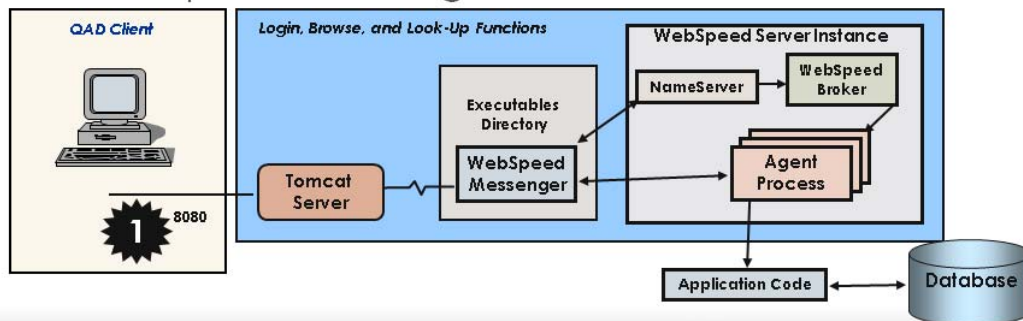 QAD Client
Login, Browse, and Look-Up Functions
WebSpeed Server Instance
NameServer
WebSpeed
Broker
Executables
Directory
WebSpeed
Messenger
Agent
Process
Tomcat
Server
1
8080
Application Code
Database